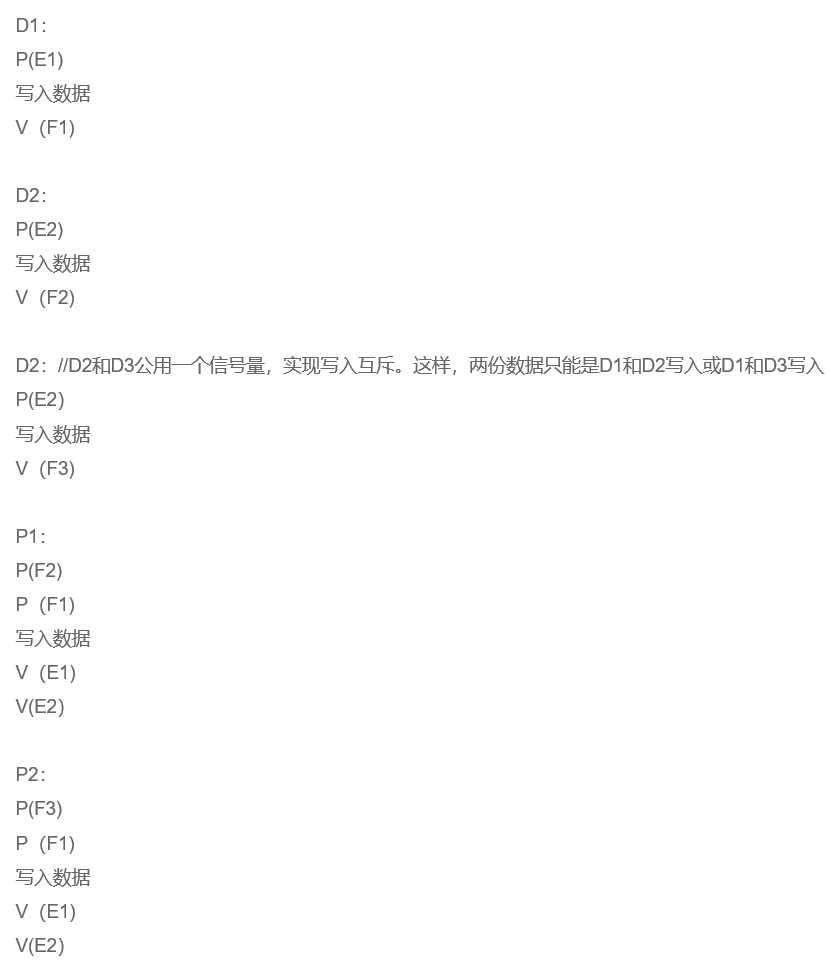 D1：
P(E1)
写入数据
V（F1)
D2：
P(E2)
写入数据
V（F2)
D2：//D2和D3公用一个信号量，实现写入互斥。这样，两份数据只能是D1和D2写入或D1和D3写入
P(E2）
写入数据
V（F3)
P1：
P(F2)
P（F1)
写入数据
V（E1)
V(E2)
P2：
P(F3)
P（F1)
写入数据
V（E1)
V(E2)